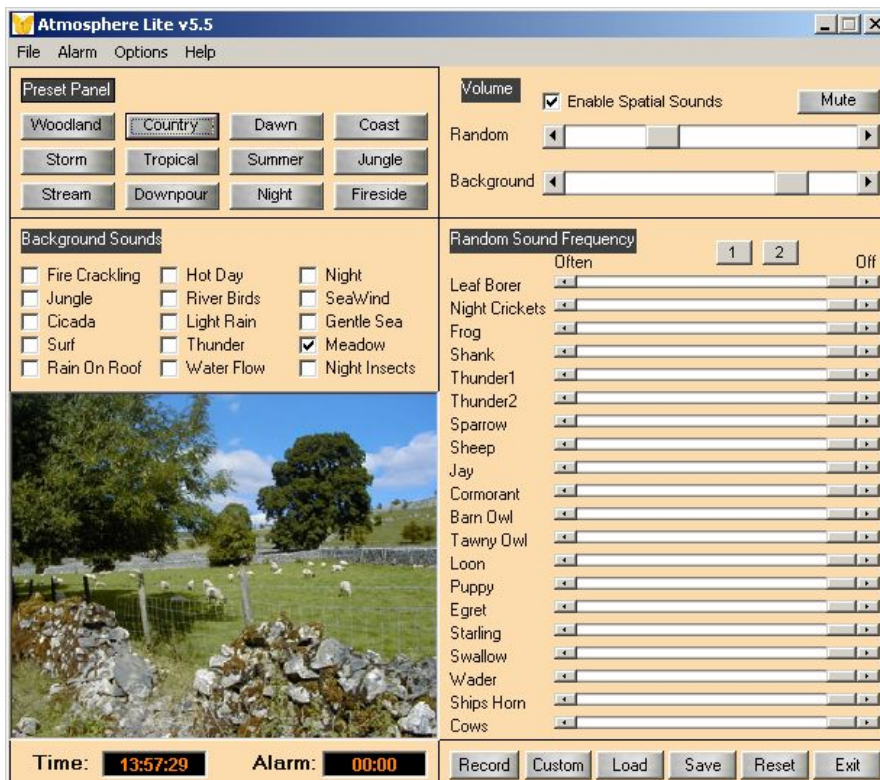 Atmosphere Lite v5.5
File Alarm Options Help
Preset Panel
Woodland Country Dawn Coast
Storm Tropical Summer Jungle
Stream Downpour Night Fireside
Volume
Enable Spatial Sounds Mute
Random
Background
Background Sounds
Fire Crackling Hot Day Night
Jungle River Birds SeaWind
Cicada Light Rain Gentle Sea
Surf Thunder Meadow
Rain On Roof Water Flow Night Insects
Random Sound Frequency
1 2
Often Off
Leaf Borer
Night Crickets
Frog
Shank
Thunder1
Thunder2
Sparrow
Sheep
Jay
Cormorant
Barn Owl
Tawny Owl
Loon
Puppy
Egret
Starling
Swallow
Wader
Ships Horn
Cows
Time: 13:57:29 Alarm: 00:00
Record Custom Load Save Reset Exit